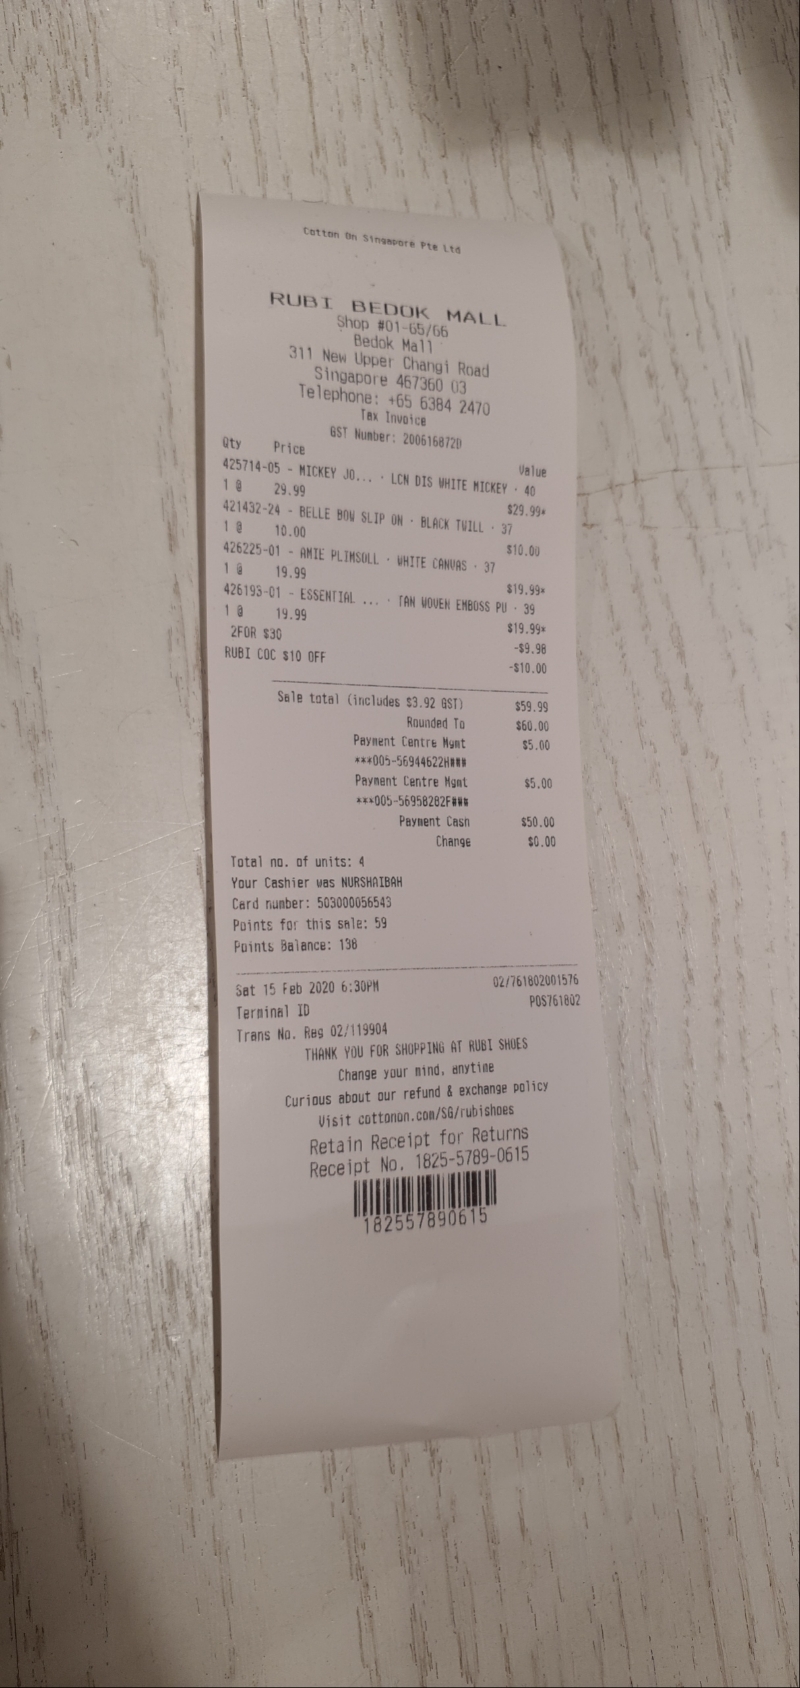 Cotton On Singapore Pte Ltd
RUBI BEDOK MALL
Shop #01-65/66
Bedok Mall
311 New Upper Changi Road
Singapore 467360 03
Telephone: +65 6384 2470
Tax Invoice
GST Number: 200616872D
Qty Price Value
425714-05 - MICKEY JO... · LCN DIS WHITE MICKEY · 40
1 @ 29.99 $29.99*
421432-24 - BELLE BOW SLIP ON · BLACK TWILL · 37
1 @ 10.00 $10.00
426225-01 - AMIE PLIMSOLL · WHITE CANVAS · 37
1 @ 19.99 $19.99*
426193-01 - ESSENTIAL ... · TAN WOVEN EMBOSS PU · 39
1 @ 19.99 $19.99*
2FOR $30 -$9.98
RUBI COC $10 OFF -$10.00
Sale total (includes $3.92 GST) $59.99
Rounded To $60.00
Payment Centre Mgmt $5.00
***005-56944622H###
Payment Centre Mgmt $5.00
***005-56958282F###
Payment Cash $50.00
Change $0.00
Total no. of units: 4
Your Cashier was NURSHAIBAH
Card number: 503000056543
Points for this sale: 59
Points Balance: 138
Sat 15 Feb 2020 6:30PM 02/761802001576
Terminal ID POS761802
Trans No. Reg 02/119904
THANK YOU FOR SHOPPING AT RUBI SHOES
Change your mind, anytime
Curious about our refund & exchange policy
Visit cottonon.com/SG/rubishoes
Retain Receipt for Returns
Receipt No. 1825-5789-0615
182557890615